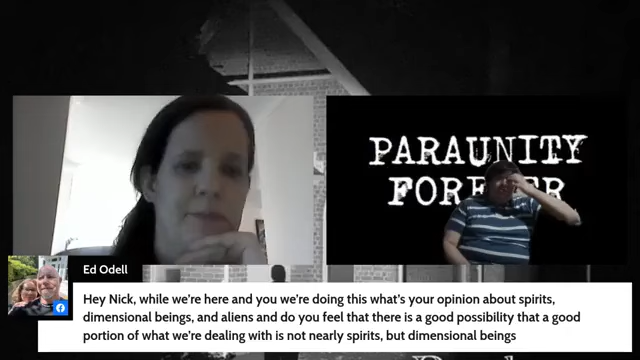 PARAUNITY
FOREVER
Ed Odell
Hey Nick, while we're here and you we're doing this what's your opinion about spirits,
dimensional beings, and aliens and do you feel that there is a good possibility that a good
portion of what we're dealing with is not nearly spirits, but dimensional beings